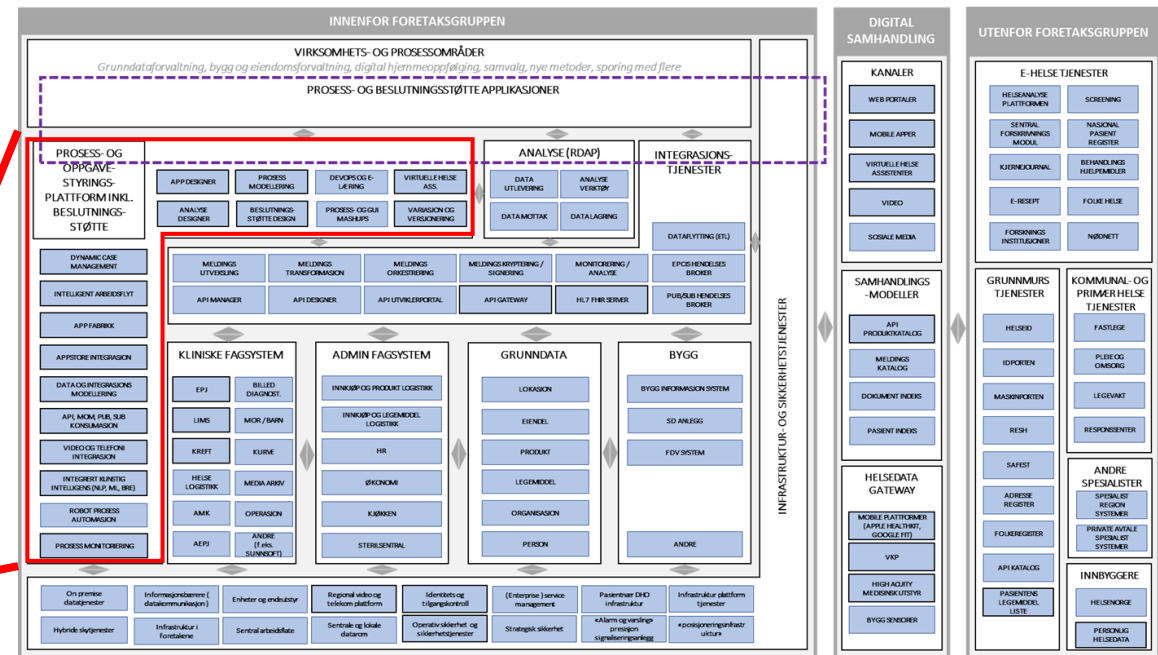 INNENFOR FORETAKSGRUPPEN
VIRKSOMHETS- OG PROSESSOMRÅDER
Grunndataforvaltning, bygg og eiendomsforvaltning, digital hjemmeoppfølging, samvalg, nye metoder, sporing med flere
PROSESS- OG BESLUTNINGSSTØTTE APPLIKASJONER
PROSESS- OG
OPPGAVE-
STYRINGS-
PLATTFORM INKL.
BESLUTNINGS-
STØTTE
APP DESIGNER
PROSESS
MODELLERING
DEVOPS OG E-
LÆRING
VIRTUELLE HELSE
ASS.
ANALYSE
DESIGNER
BESLUTNINGS-
STØTTE DESIGN
PROSESS- OG GUI
MASHUPS
VARIASJON OG
VERSJONERING
DYNAMIC CASE
MANAGEMENT
INTELLIGENT ARBEIDSFLYT
APP FABRIKK
APPSTORE INTEGRASJON
DATA OG INTEGRASJONS
MODELLERING
API, MOM, PUB, SUB
KONSUMASJON
VIDEO OG TELEFONI
INTEGRASJON
INTEGRERT KUNSTIG
INTELLIGENS (NLP, ML, BRE)
ROBOT PROSESS
AUTOMASJON
PROSESS MONITORIERING
ANALYSE (RDAP)
DATA
UTLEVERING
ANALYSE
VERKTØY
DATAMOTTAK
DATALAGRING
INTEGRASJONS-
TJENESTER
DATAFLYTTING (ETL)
MELDINGS
UTVEKSLING
MELDINGS
TRANSFORMASJON
MELDINGS
ORKESTRERING
MELDINGS KRYPTERING /
SIGNERING
MONITORERING /
ANALYSE
EPCIS HENDELSES
BROKER
API MANAGER
API DESIGNER
API UTVIKLERPORTAL
API GATEWAY
HL7 FHIR SERVER
PUB/SUB HENDELSES
BROKER
KLINISKE FAGSYSTEM
EPJ
BILLED
DIAGNOST.
LIMS
MOR / BARN
KREFT
KURVE
HELSE
LOGISTIKK
MEDIA ARKIV
AMK
OPERASJON
AEPJ
ANDRE
(f.eks.
SUNNSOFT)
ADMIN FAGSYSTEM
INNKJØP OG PRODUKT LOGISTIKK
INNKJØP OG LEGEMIDDEL
LOGISTIKK
HR
ØKONOMI
KJØKKEN
STERILSENTRAL
GRUNNDATA
LOKASJON
EIENDEL
PRODUKT
LEGEMIDDEL
ORGANISASJON
PERSON
BYGG
BYGG INFORMASJON SYSTEM
SD ANLEGG
FDV SYSTEM
ANDRE
INFRASTRUKTUR- OG SIKKERHETSTJENESTER
On premise
datatjenester
Informasjonsbærere (
datakommunikasjon)
Enheter og endeutstyr
Regional video og
telekom plattform
Identitets og
tilgangskontroll
(Enterprise) service
management
Pasientnær DHO
infrastruktur
Infrastruktur plattform
tjenester
Hybride skytjenester
Infrastruktur i
foretakene
Sentral arbeidsflate
Sentrale og lokale
datarom
Operativ sikkerhet og
sikkerhetstjenester
Strategisk sikkerhet
«Alarm og varsling»
presisjon
signaliseringsanlegg
«posisjoneringsinfrastr
uktur»
DIGITAL
SAMHANDLING
KANALER
WEB PORTALER
MOBILE APPER
VIRTUELLE HELSE
ASSISTENTER
VIDEO
SOSIALE MEDIA
SAMHANDLINGS
-MODELLER
API
PRODUKTKATALOG
MELDINGS
KATALOG
DOKUMENT INDEKS
PASIENT INDEKS
HELSEDATA
GATEWAY
MOBILE PLATTFORMER
(APPLE HEALTHKIT,
GOOGLE FIT)
VKP
HIGH ACUITY
MEDISINSK UTSTYR
BYGG SENSORER
UTENFOR FORETAKSGRUPPEN
E-HELSE TJENESTER
HELSEANALYSE
PLATTFORMEN
SCREENING
SENTRAL
FORSKRIVNINGS
MODUL
NASJONAL
PASIENT
REGISTER
KJERNEJOURNAL
BEHANDLINGS
HJELPEMIDLER
E-RESEPT
FOLKE HELSE
FORSKNINGS
INSTITUSJONER
NØDNETT
GRUNNMURS
TJENESTER
HELSEID
IDPORTEN
MASKINPORTEN
RESH
SAFEST
ADRESSE
REGISTER
FOLKEREGISTER
API KATALOG
PASIENTENS
LEGEMIDDEL
LISTE
KOMMUNAL- OG
PRIMÆR HELSE
TJENESTER
FASTLEGE
PLEIE OG
OMSORG
LEGEVAKT
RESPONSSENTER
ANDRE
SPESIALISTER
SPESIALIST
REGION
SYSTEMER
PRIVATE AVTALE
SPESIALIST
SYSTEMER
INNBYGGERE
HELSENORGE
PERSONLIG
HELSEDATA